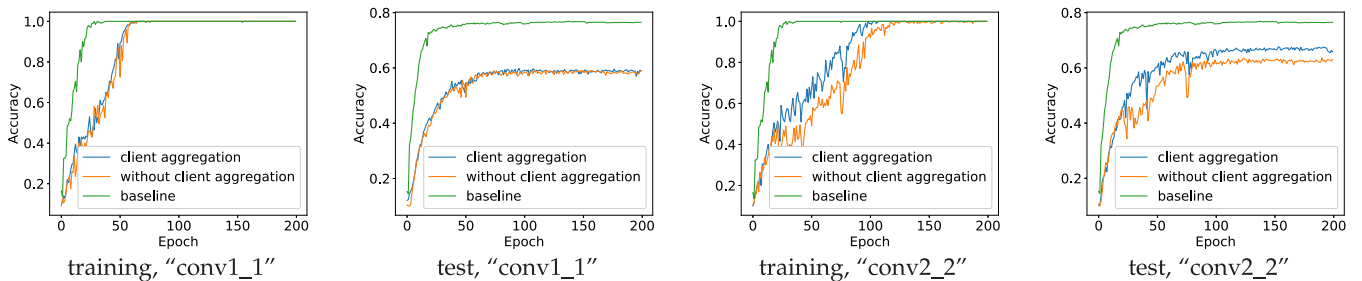 1.0
0.8
0.6
0.4
0.2
Accuracy
client aggregation
without client aggregation
baseline
0 50 100 150 200
Epoch
training, “conv1_1”
0.8
0.6
0.4
0.2
Accuracy
client aggregation
without client aggregation
baseline
0 50 100 150 200
Epoch
test, “conv1_1”
1.0
0.8
0.6
0.4
0.2
Accuracy
client aggregation
without client aggregation
baseline
0 50 100 150 200
Epoch
training, “conv2_2”
0.8
0.6
0.4
0.2
Accuracy
client aggregation
without client aggregation
baseline
0 50 100 150 200
Epoch
test, “conv2_2”